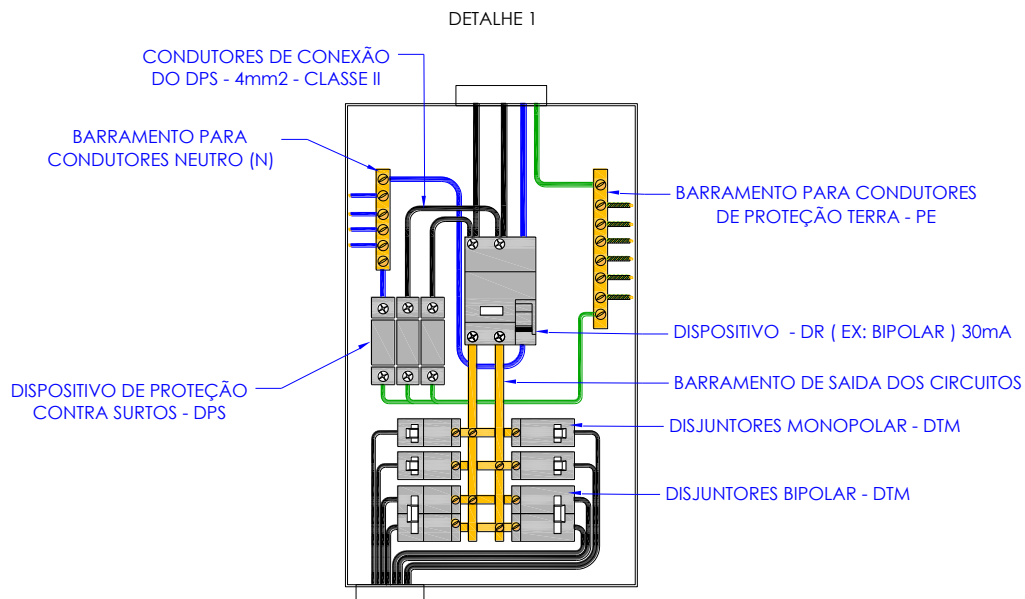 DETALHE 1
CONDUTORES DE CONEXÃO
DO DPS - 4mm2 - CLASSE II
BARRAMENTO PARA
CONDUTORES NEUTRO (N)
BARRAMENTO PARA CONDUTORES
DE PROTEÇÃO TERRA - PE
DISPOSITIVO - DR ( EX: BIPOLAR ) 30mA
BARRAMENTO DE SAIDA DOS CIRCUITOS
DISPOSITIVO DE PROTEÇÃO
CONTRA SURTOS - DPS
DISJUNTORES MONOPOLAR - DTM
DISJUNTORES BIPOLAR - DTM